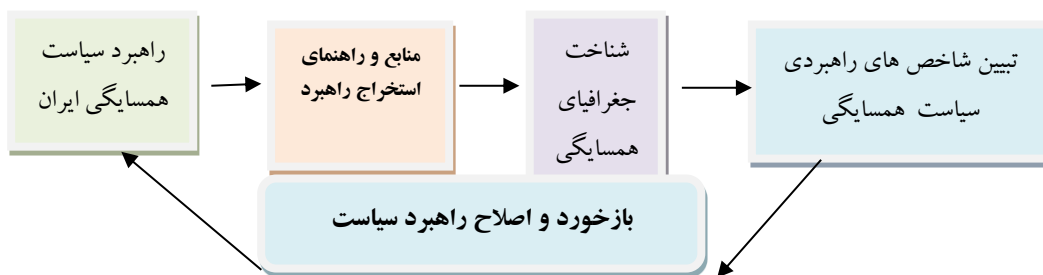 راهبرد سیاست
همسایگی ایران
منابع و راهنمای
استخراج راهبرد
شناخت
جغرافیای
همسایگی
تبیین شاخص های راهبردی
سیاست همسایگی
بازخورد و اصلاح راهبرد سیاست